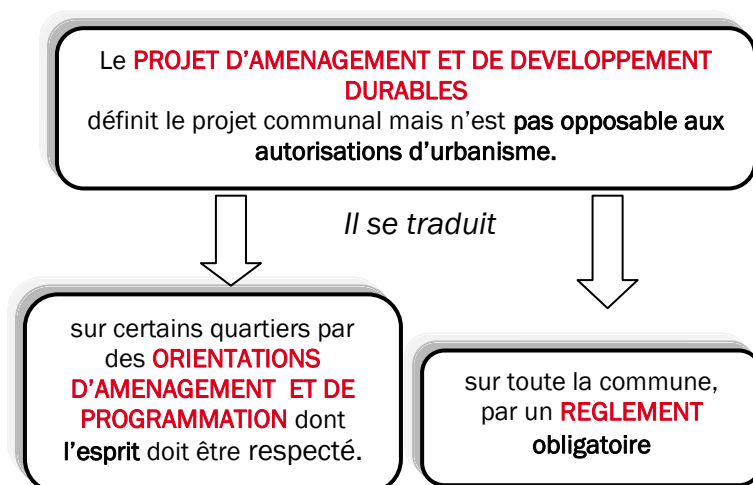 Le PROJET D'AMENAGEMENT ET DE DEVELOPPEMENT
DURABLES
définit le projet communal mais n'est pas opposable aux
autorisations d'urbanisme.
Il se traduit
sur certains quartiers par
des ORIENTATIONS
D'AMENAGEMENT ET DE
PROGRAMMATION dont
l'esprit doit être respecté.
sur toute la commune,
par un REGLEMENT
obligatoire